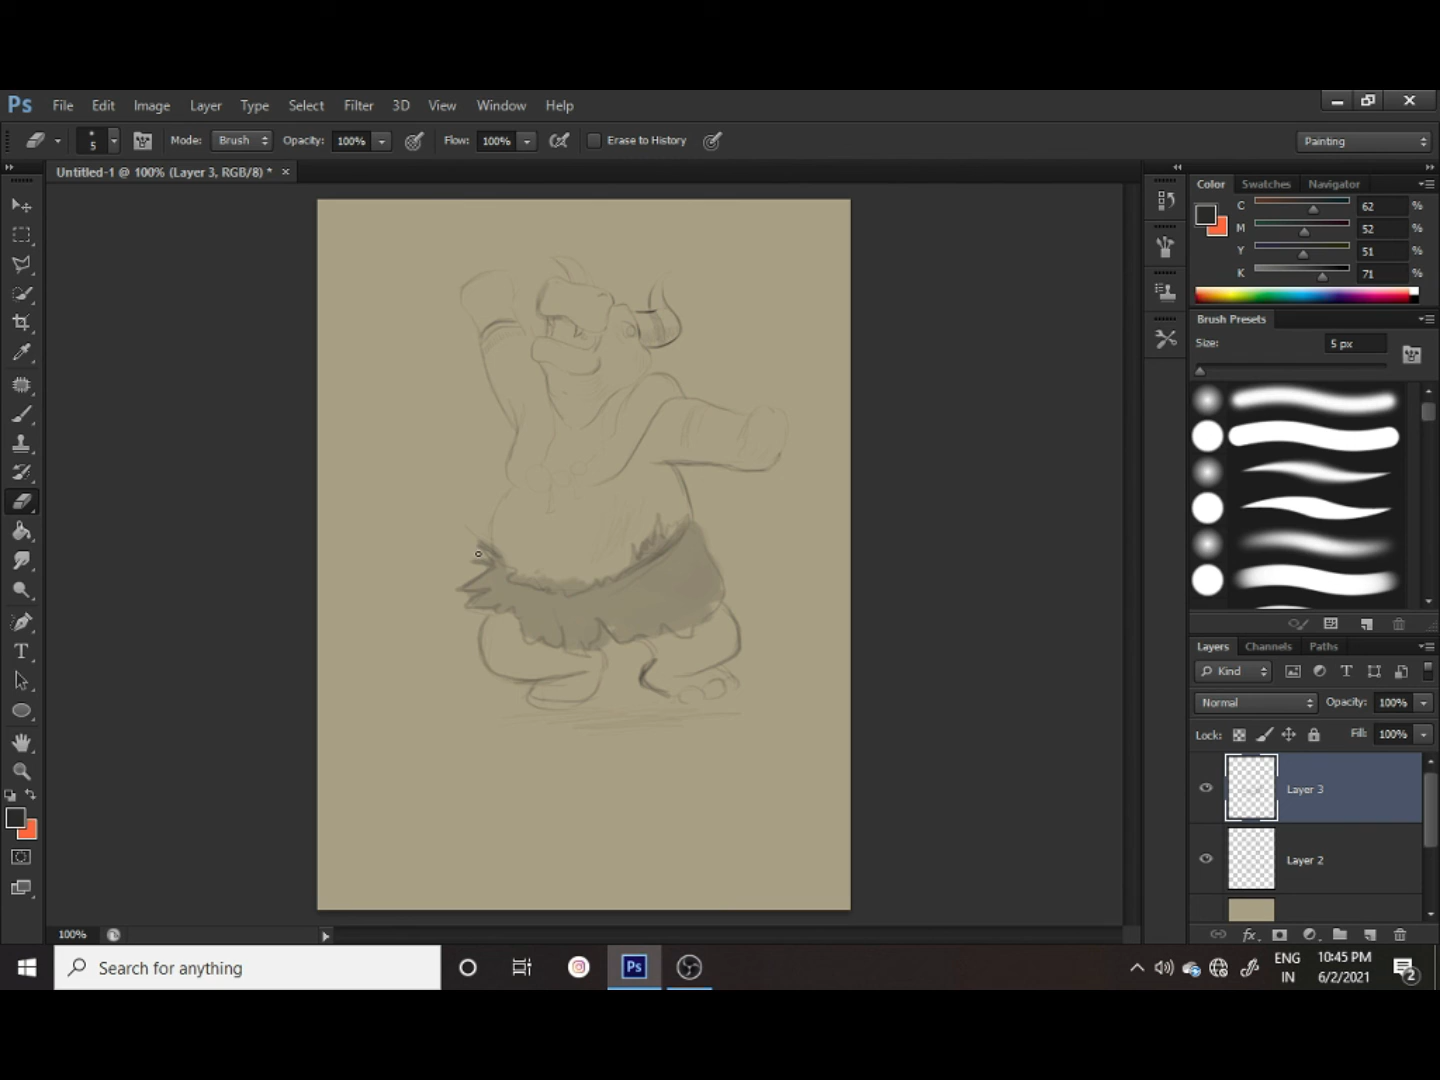 Ps File Edit Image Layer Type Select Filter 3D View Window Help
5 Mode: Brush Opacity: 100% Flow: 100% Erase to History Painting
Untitled-1 @ 100% (Layer 3, RGB/8) * ×
Color Swatches Navigator
C 62 %
M 52 %
Y 51 %
K 71 %
Brush Presets
Size: 5 px
Layers Channels Paths
Kind
Normal Opacity: 100%
Lock: Fill: 100%
Layer 3
Layer 2
100%
Search for anything
Ps
ENG
IN
10:45 PM
6/2/2021
2